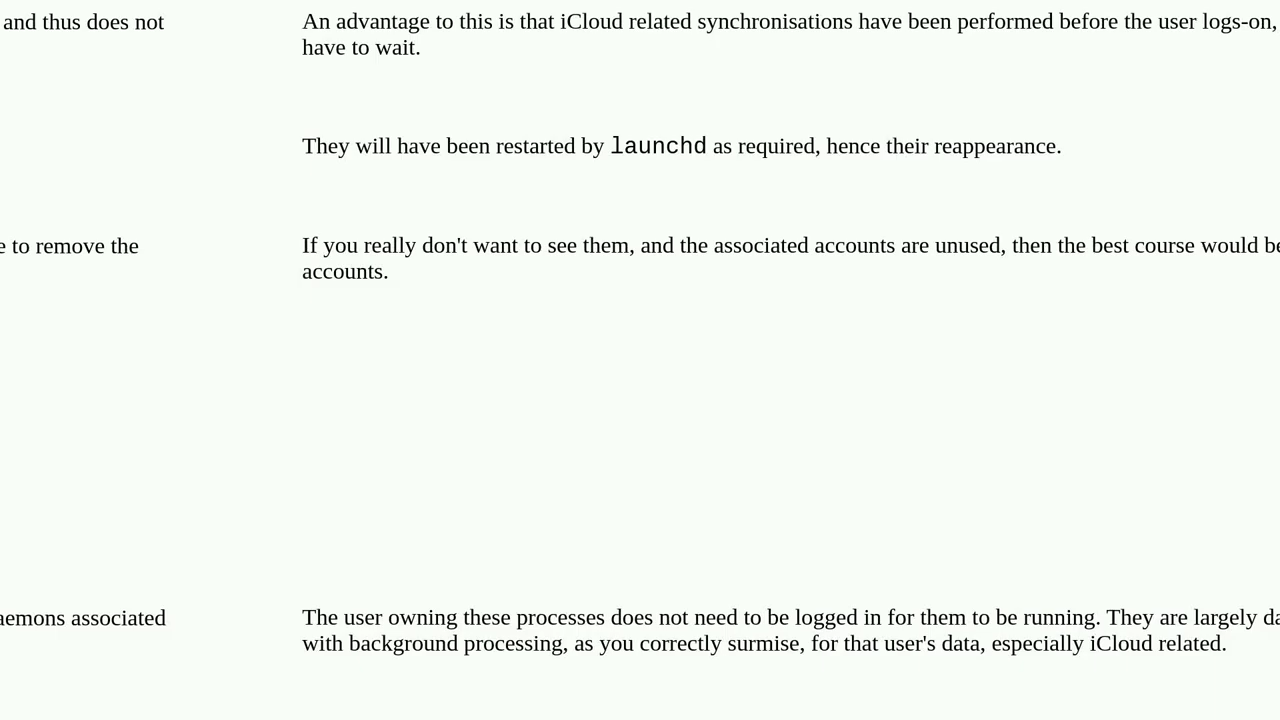 and thus does not
An advantage to this is that iCloud related synchronisations have been performed before the user logs-on,
have to wait.
They will have been restarted by launchd as required, hence their reappearance.
e to remove the
If you really don't want to see them, and the associated accounts are unused, then the best course would be
accounts.
aemons associated
The user owning these processes does not need to be logged in for them to be running. They are largely da
with background processing, as you correctly surmise, for that user's data, especially iCloud related.